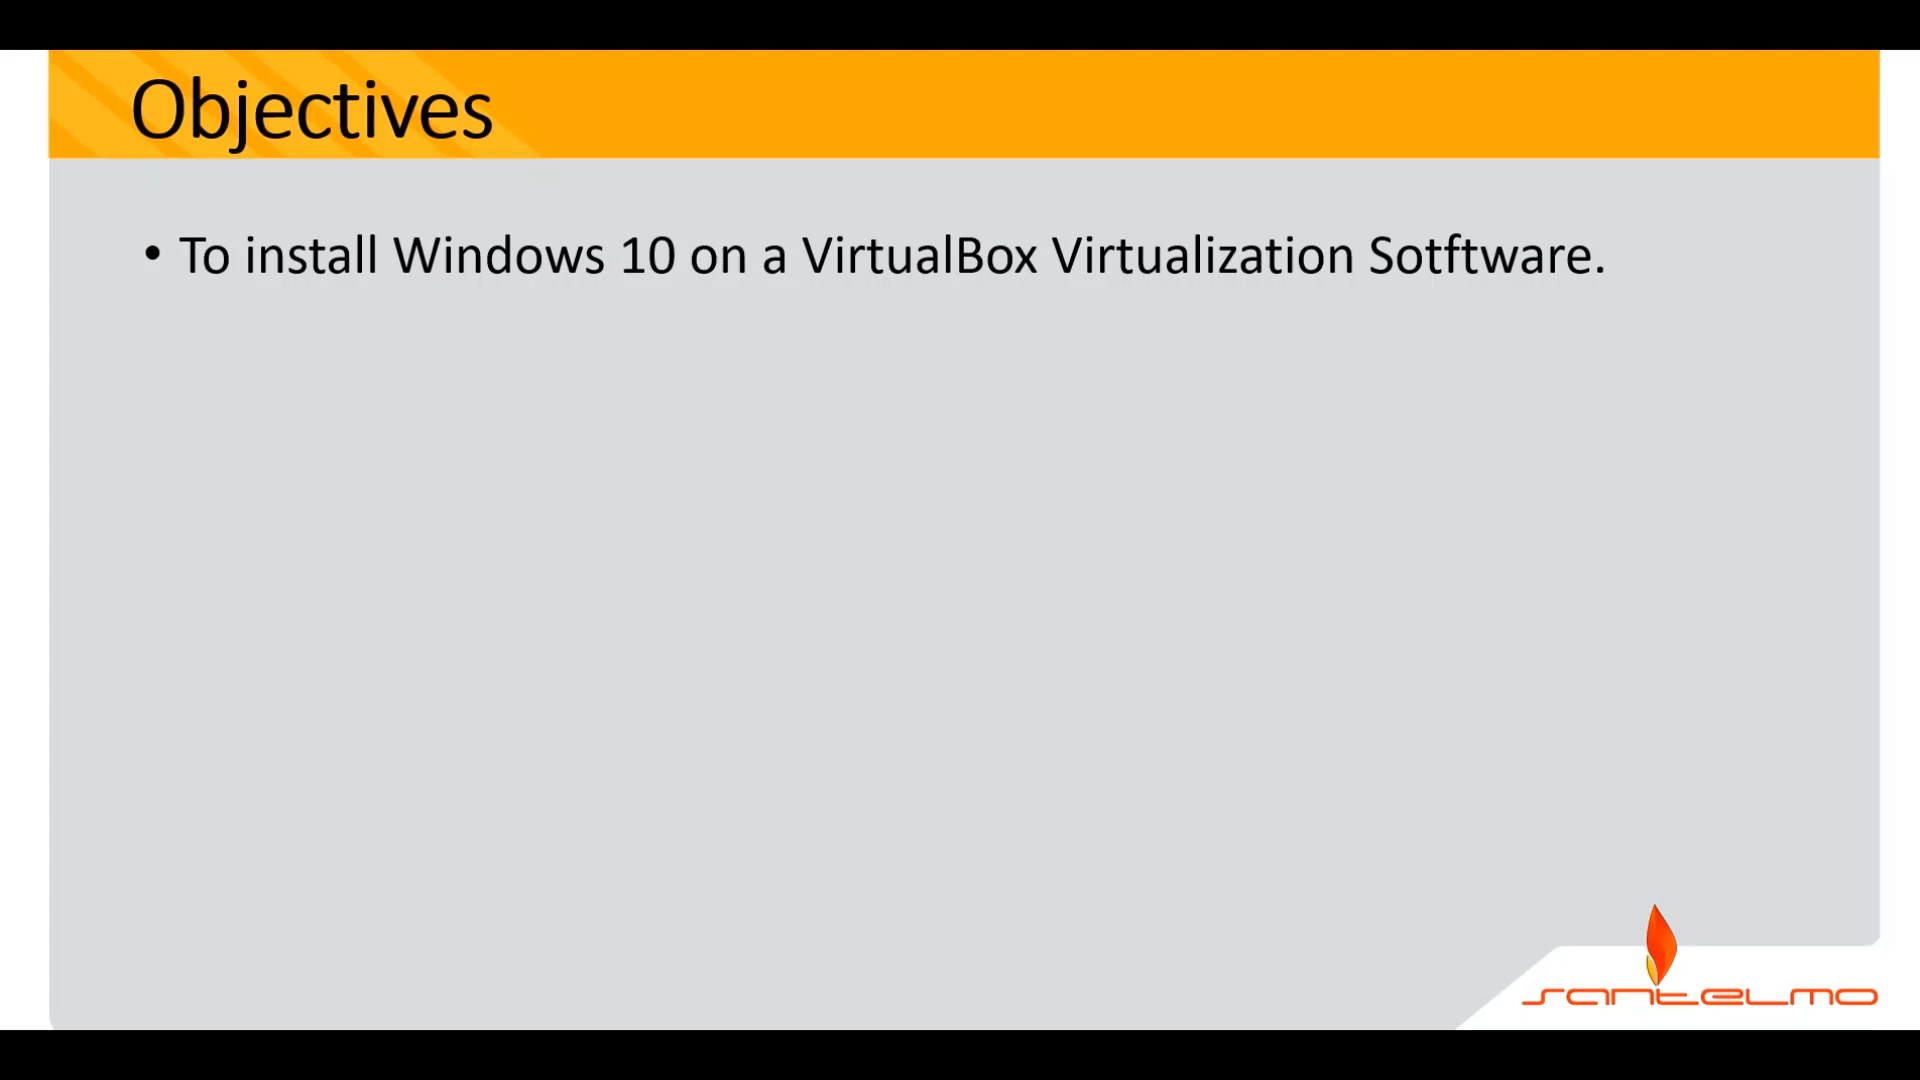 Objectives
• To install Windows 10 on a VirtualBox Virtualization Sotftware.
santelmo